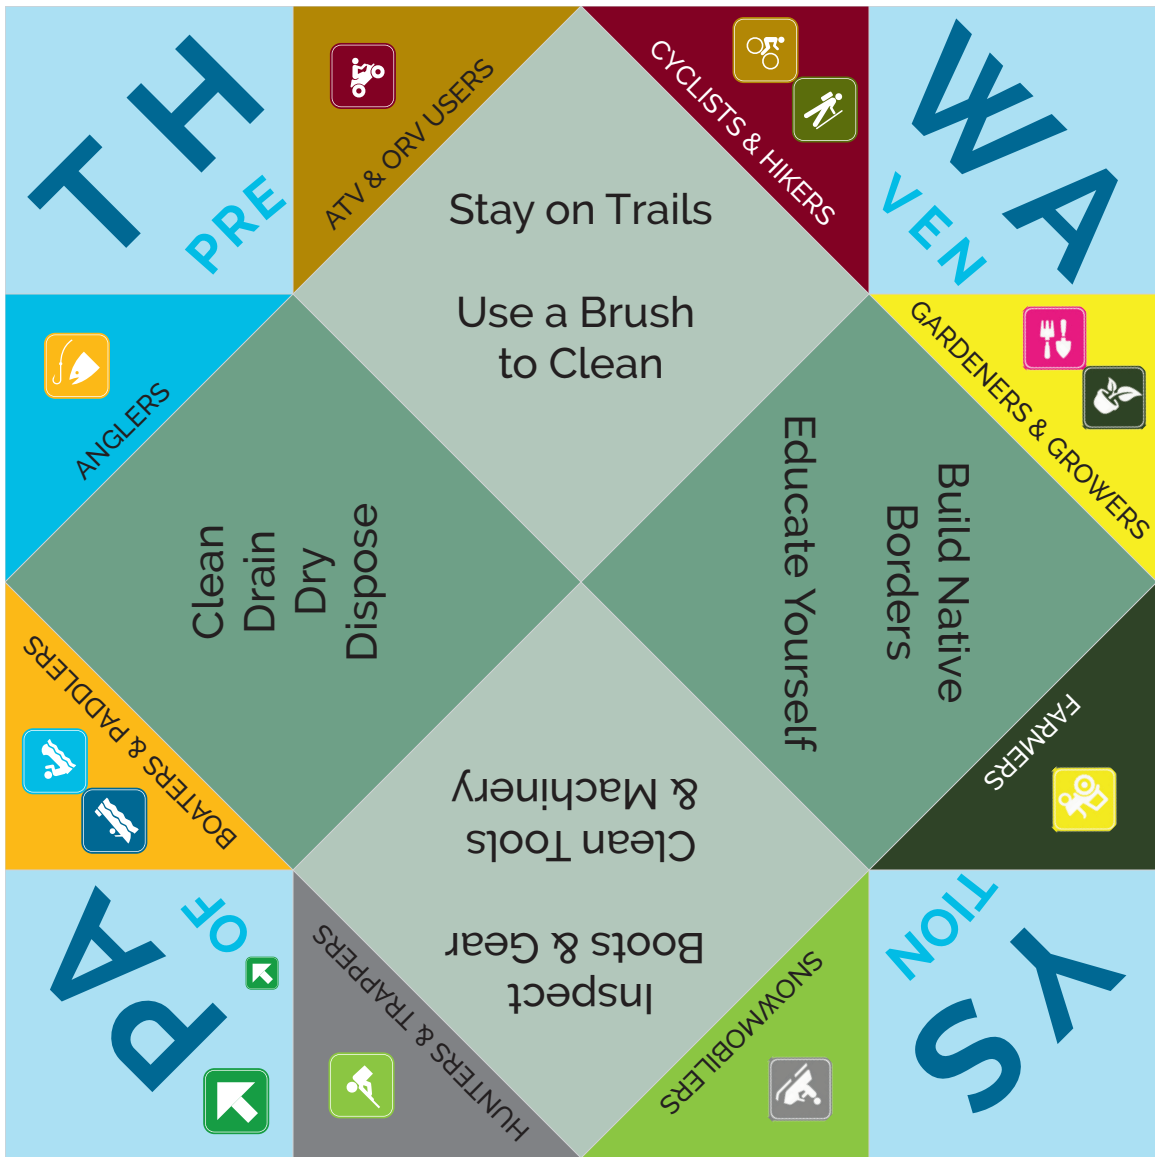 TH
PRE
ATV & ORV USERS
CYCLISTS & HIKERS
WA
VEN
Stay on Trails
Use a Brush
to Clean
ANGLERS
GARDENERS & GROWERS
Clean
Drain
Dry
Dispose
Build Native
Borders
Educate Yourself
BOATERS & PADDLERS
FARMERS
Inspect
Boots & Gear
Clean Tools
& Machinery
PA
OF
HUNTERS & TRAPPERS
SNOWMOBILERS
YS
TION